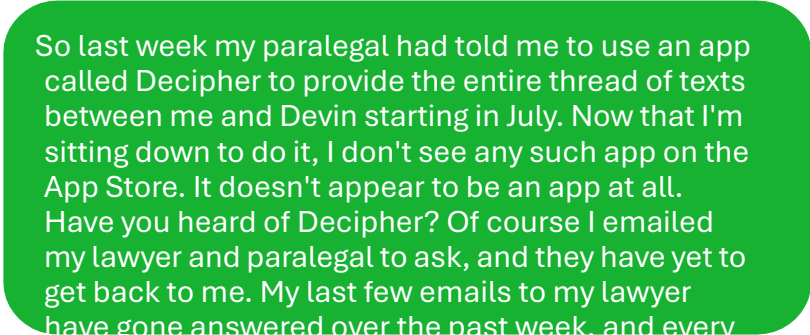 So last week my paralegal had told me to use an app
called Decipher to provide the entire thread of texts
between me and Devin starting in July. Now that I'm
sitting down to do it, I don't see any such app on the
App Store. It doesn't appear to be an app at all.
Have you heard of Decipher? Of course I emailed
my lawyer and paralegal to ask, and they have yet to
get back to me. My last few emails to my lawyer
have gone answered over the past week, and every